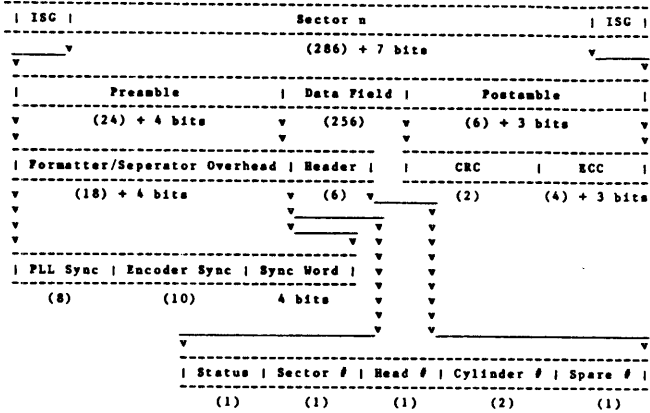 | ISG | Sector n | ISG |
(286) + 7 bits
| Preamble | Data Field | Postamble |
(24) + 4 bits (256) (6) + 3 bits
| Formatter/Seperator Overhead | Header | | CRC | ECC |
(18) + 4 bits (6) (2) (4) + 3 bits
| PLL Sync | Encoder Sync | Sync Word |
(8) (10) 4 bits
| Status | Sector # | Head # | Cylinder # | Spare # |
(1) (1) (1) (2) (1)